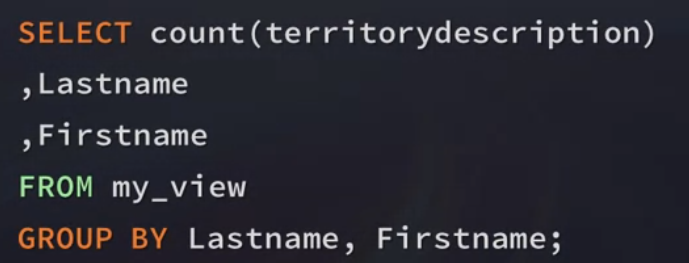 SELECT count(territorydescription)
,Lastname
,Firstname
FROM my_view
GROUP BY Lastname, Firstname;